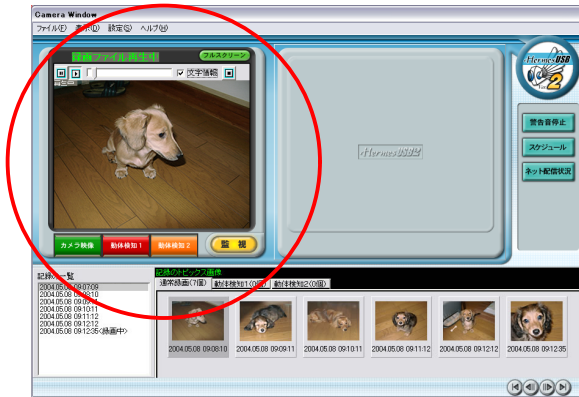 Camera Window
ファイル(F) 表示(D) 設定(S) ヘルプ(H)
録画ファイル再生中
フルスクリーン
文字情報
再生中
カメラ映像 動体検知1 動体検知2 監 視
HermesUSB2
HermesUSB
2
警告音停止
スケジュール
ネット配信状況
記録の一覧
2004.05.08 09:07:09
2004.05.08 09:08:10
2004.05.08 09:09:11
2004.05.08 09:10:11
2004.05.08 09:11:12
2004.05.08 09:12:12
2004.05.08 09:12:35<録画中>
記録のトピックス画像
通常録画(7個) 動体検知1(0個) 動体検知2(0個)
2004.05.08 09:08:10 2004.05.08 09:09:11 2004.05.08 09:10:11 2004.05.08 09:11:12 2004.05.08 09:12:12 2004.05.08 09:12:35